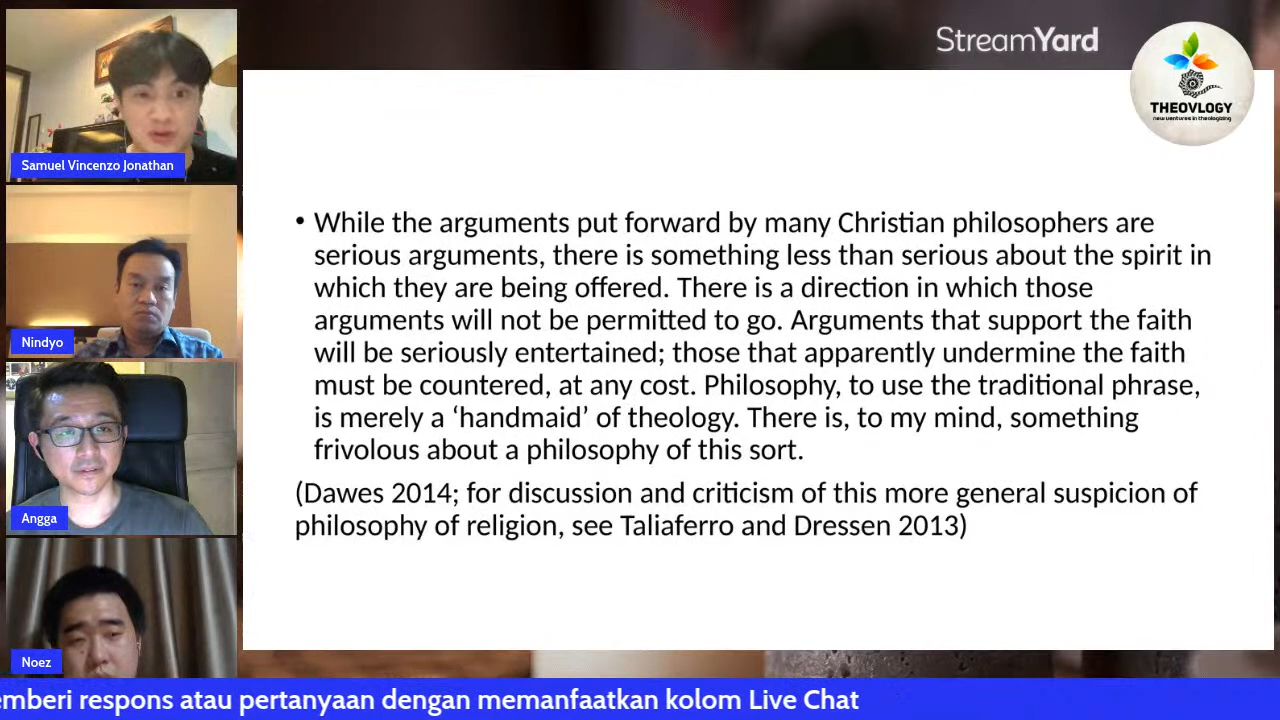 StreamYard
THEOVLOGY
new ventures in theologizing
Samuel Vincenzo Jonathan
Nindyo
Angga
Noez
• While the arguments put forward by many Christian philosophers are
serious arguments, there is something less than serious about the spirit in
which they are being offered. There is a direction in which those
arguments will not be permitted to go. Arguments that support the faith
will be seriously entertained; those that apparently undermine the faith
must be countered, at any cost. Philosophy, to use the traditional phrase,
is merely a ‘handmaid’ of theology. There is, to my mind, something
frivolous about a philosophy of this sort.
(Dawes 2014; for discussion and criticism of this more general suspicion of
philosophy of religion, see Taliaferro and Dressen 2013)
emberi respons atau pertanyaan dengan memanfaatkan kolom Live Chat